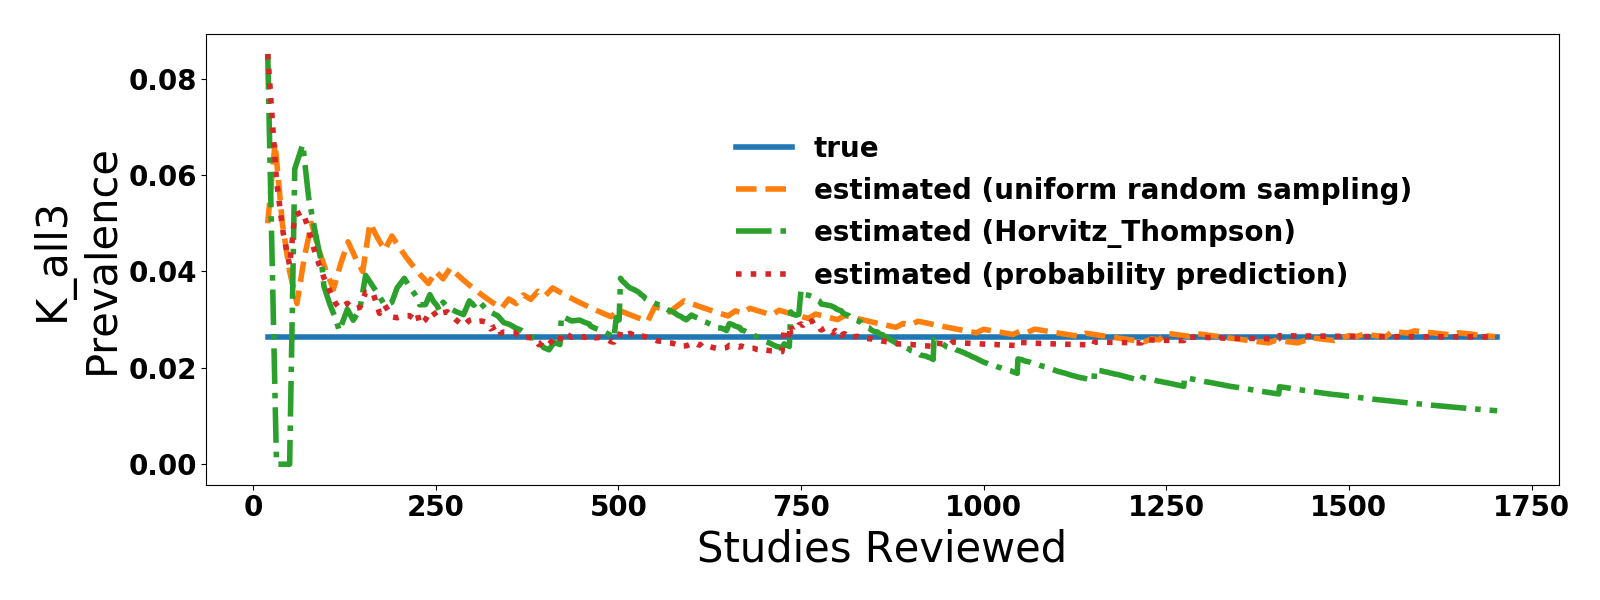 K_all3
Prevalence
0.08
0.06
0.04
0.02
0.00
true
estimated (uniform random sampling)
estimated (Horvitz_Thompson)
estimated (probability prediction)
0 250 500 750 1000 1250 1500 1750
Studies Reviewed